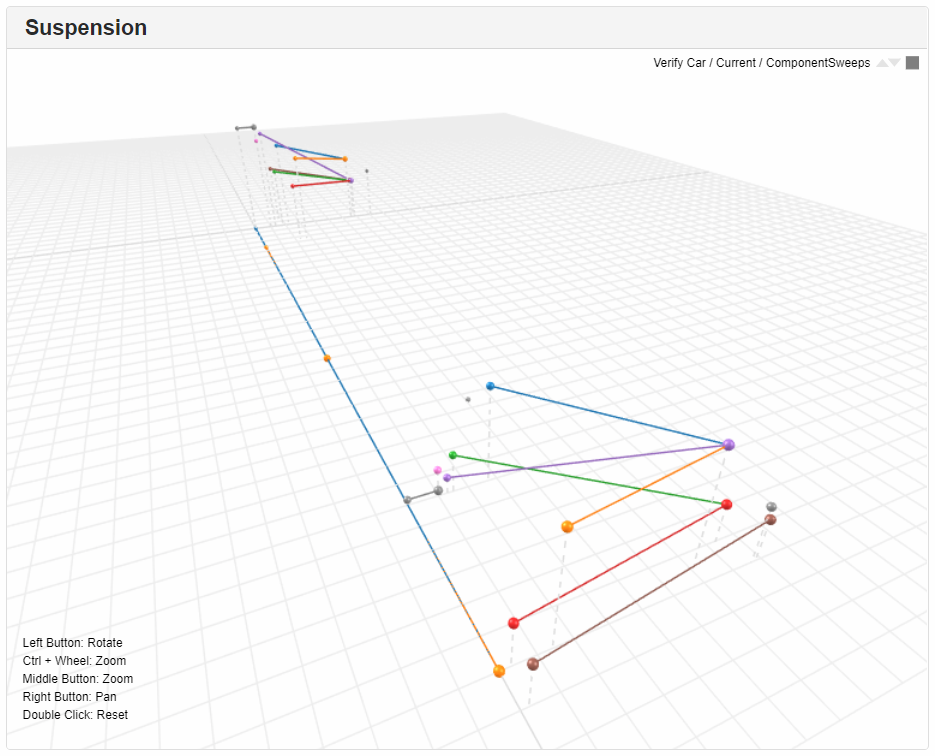 Suspension
Verify Car / Current / ComponentSweeps
Left Button: Rotate
Ctrl + Wheel: Zoom
Middle Button: Zoom
Right Button: Pan
Double Click: Reset